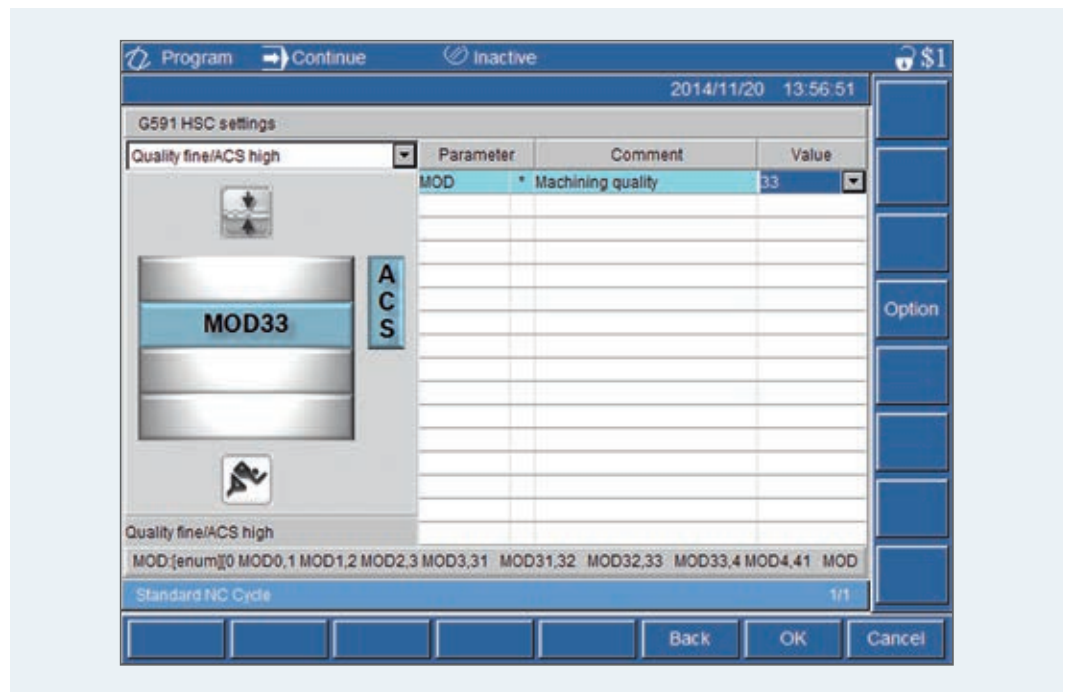 Program Continue Inactive $1
2014/11/20 13:56:51
G591 HSC settings
Quality fine/ACS high Parameter Comment Value
MOD * Machining quality 33
A
C
S
MOD33
Option
Quality fine/ACS high
MOD:[enum][0 MOD0,1 MOD1,2 MOD2,3 MOD3,31 MOD31,32 MOD32,33 MOD33,4 MOD4,41 MOD
Standard NC Cycle 1/1
Back OK Cancel